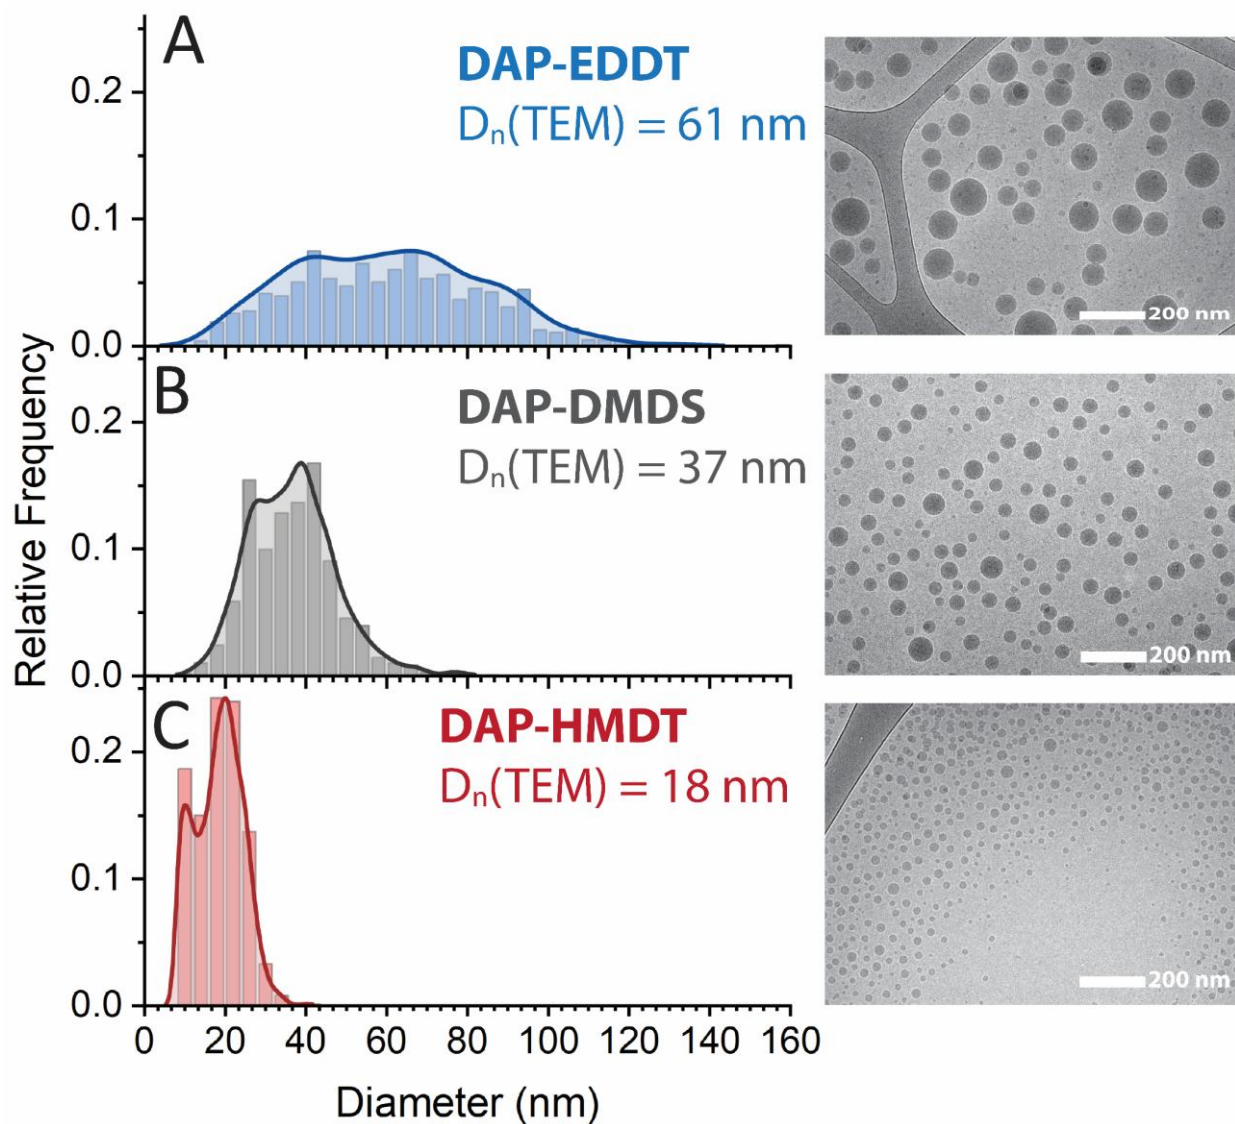 A
DAP-EDDT
Dₙ(TEM) = 61 nm
0.2
0.1
0.0
200 nm
B
DAP-DMDS
Dₙ(TEM) = 37 nm
0.2
0.1
0.0
200 nm
C
DAP-HMDT
Dₙ(TEM) = 18 nm
0.2
0.1
0.0
200 nm
Relative Frequency
0 20 40 60 80 100 120 140 160
Diameter (nm)